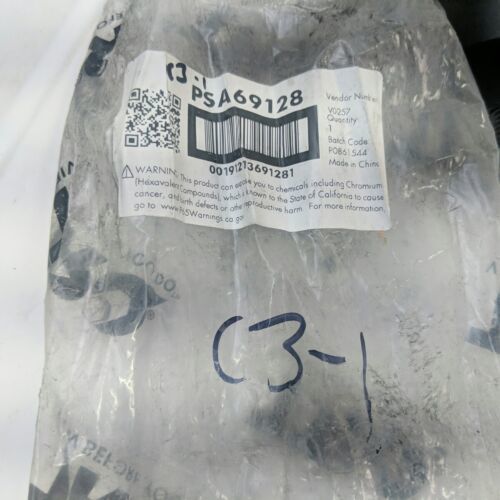 C3-1
PSA69128
Vendor Number
V0257
Quantity
1
Batch Code
P0861544
Made in China
00191213691281
WARNING: This product can expose you to chemicals including Chromium
(Hexavalent Compounds), which is known to the State of California to cause
cancer, and birth defects or other reproductive harm. For more information,
go to www.P65Warnings.ca.gov
C3-1